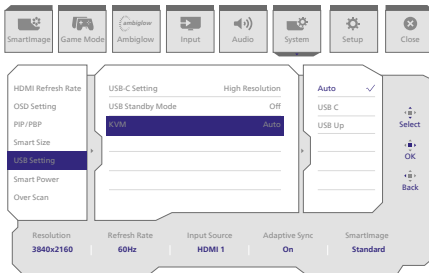 SmartImage
Game Mode
ambiglow
Ambiglow
Input
Audio
System
Setup
Close
HDMI Refresh Rate
OSD Setting
PIP/PBP
Smart Size
USB Setting
Smart Power
Over Scan
USB-C Setting High Resolution
USB Standby Mode Off
KVM Auto
Auto
USB C
USB Up
Select
OK
Back
Resolution Refresh Rate Input Source Adaptive Sync SmartImage
3840x2160 60Hz HDMI 1 On Standard